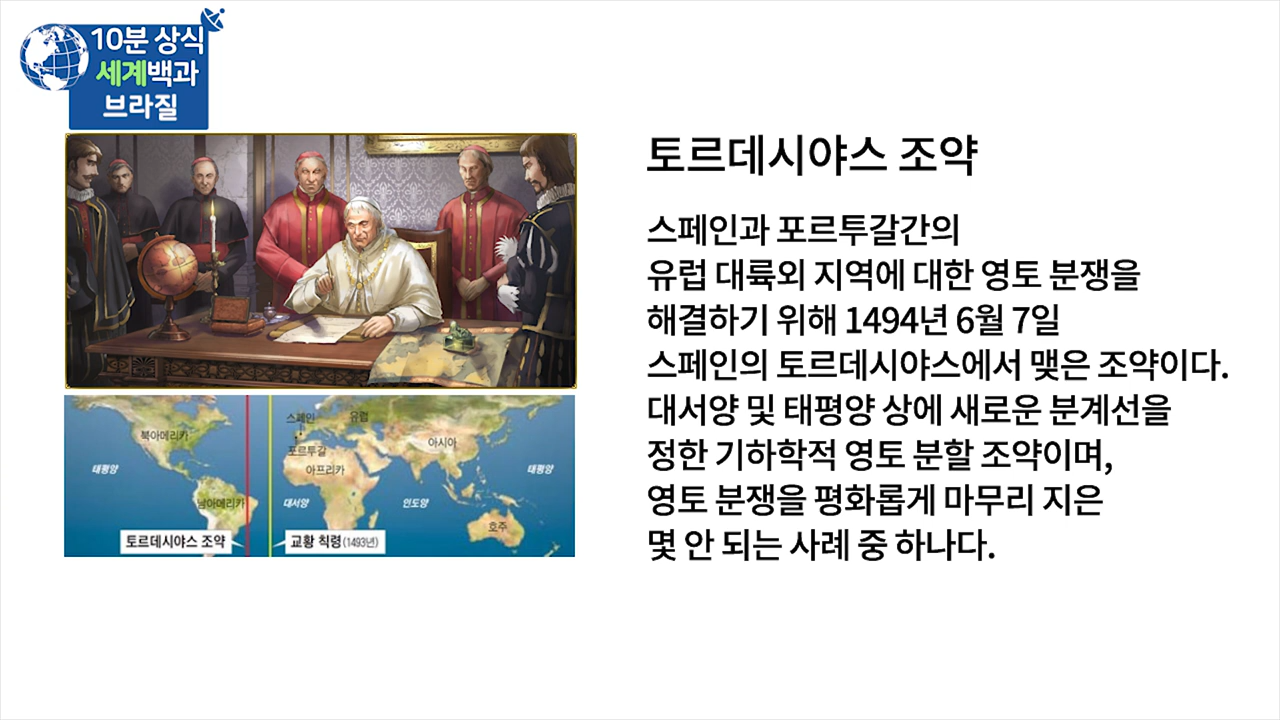 10분 상식
세계백과
브라질
토르데시야스 조약
스페인과 포르투갈간의
유럽 대륙외 지역에 대한 영토 분쟁을
해결하기 위해 1494년 6월 7일
스페인의 토르데시야스에서 맺은 조약이다.
대서양 및 태평양 상에 새로운 분계선을
정한 기하학적 영토 분할 조약이며,
영토 분쟁을 평화롭게 마무리 지은
몇 안 되는 사례 중 하나다.
스페인
유럽
북아메리카
아시아
포르투갈
태평양
아프리카
태평양
남아메리카
대서양
인도양
호주
토르데시야스 조약
교황 칙령(1493년)